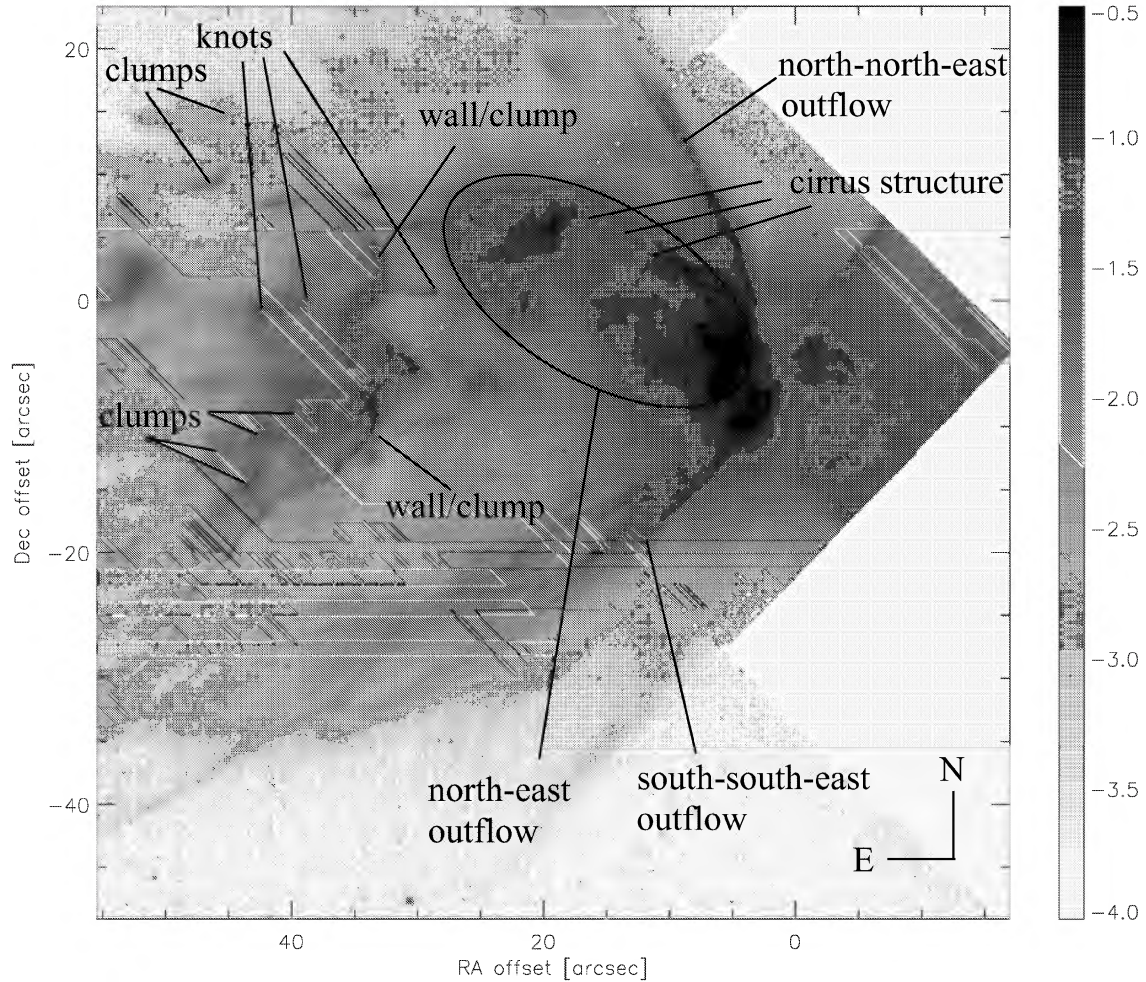 knots
clumps
north-north-east
outflow
wall/clump
cirrus structure
clumps
wall/clump
north-east
outflow
south-south-east
outflow
N
E
20
0
−20
−40
Dec offset [arcsec]
40
20
0
RA offset [arcsec]
−0.5
−1.0
−1.5
−2.0
−2.5
−3.0
−3.5
−4.0